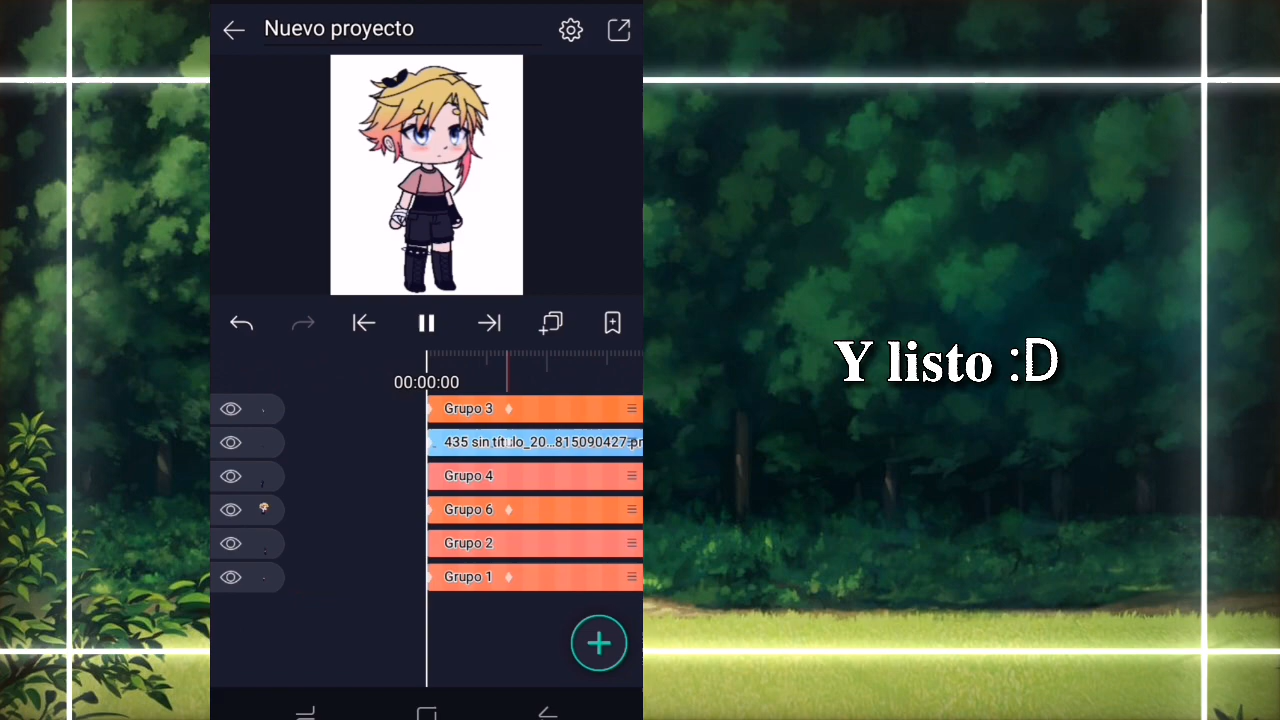 Nuevo proyecto
00:00:00
Grupo 3
435 sin título_20...815090427.pr
Grupo 4
Grupo 6
Grupo 2
Grupo 1
Y listo :D